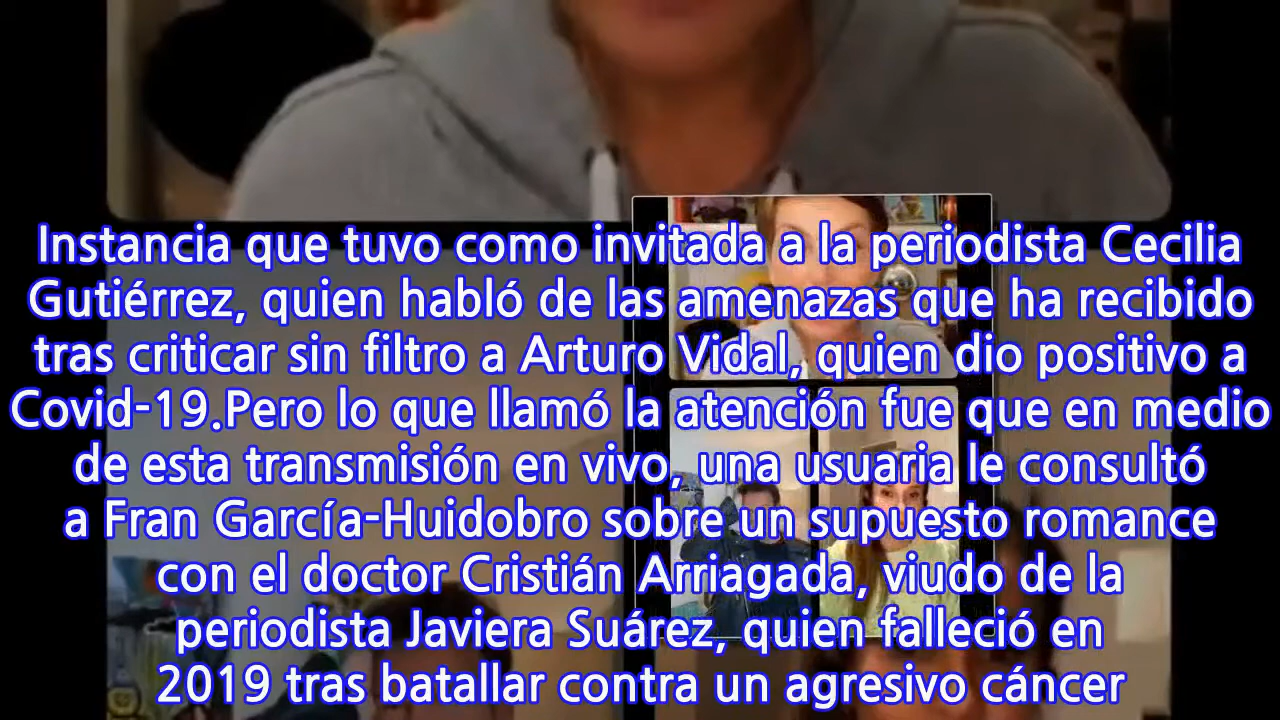 Instancia que tuvo como invitada a la periodista Cecilia
Gutiérrez, quien habló de las amenazas que ha recibido
tras criticar sin filtro a Arturo Vidal, quien dio positivo a
Covid-19.Pero lo que llamó la atención fue que en medio
de esta transmisión en vivo, una usuaria le consultó
a Fran García-Huidobro sobre un supuesto romance
con el doctor Cristián Arriagada, viudo de la
periodista Javiera Suárez, quien falleció en
2019 tras batallar contra un agresivo cáncer